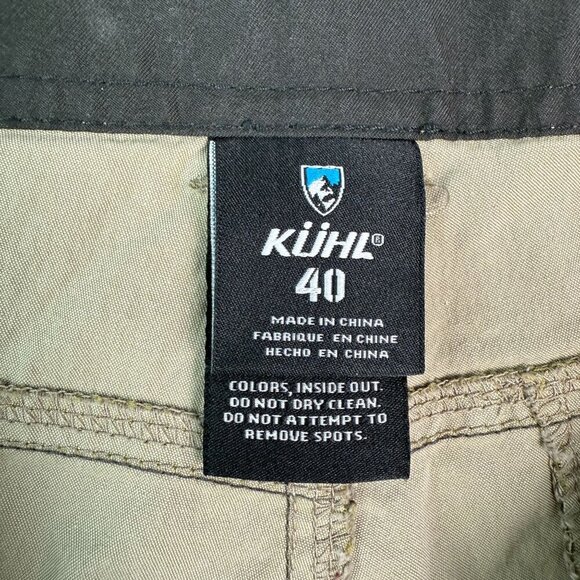 KÜHL®
40
MADE IN CHINA
FABRIQUE EN CHINE
HECHO EN CHINA
COLORS, INSIDE OUT.
DO NOT DRY CLEAN.
DO NOT ATTEMPT TO
REMOVE SPOTS.